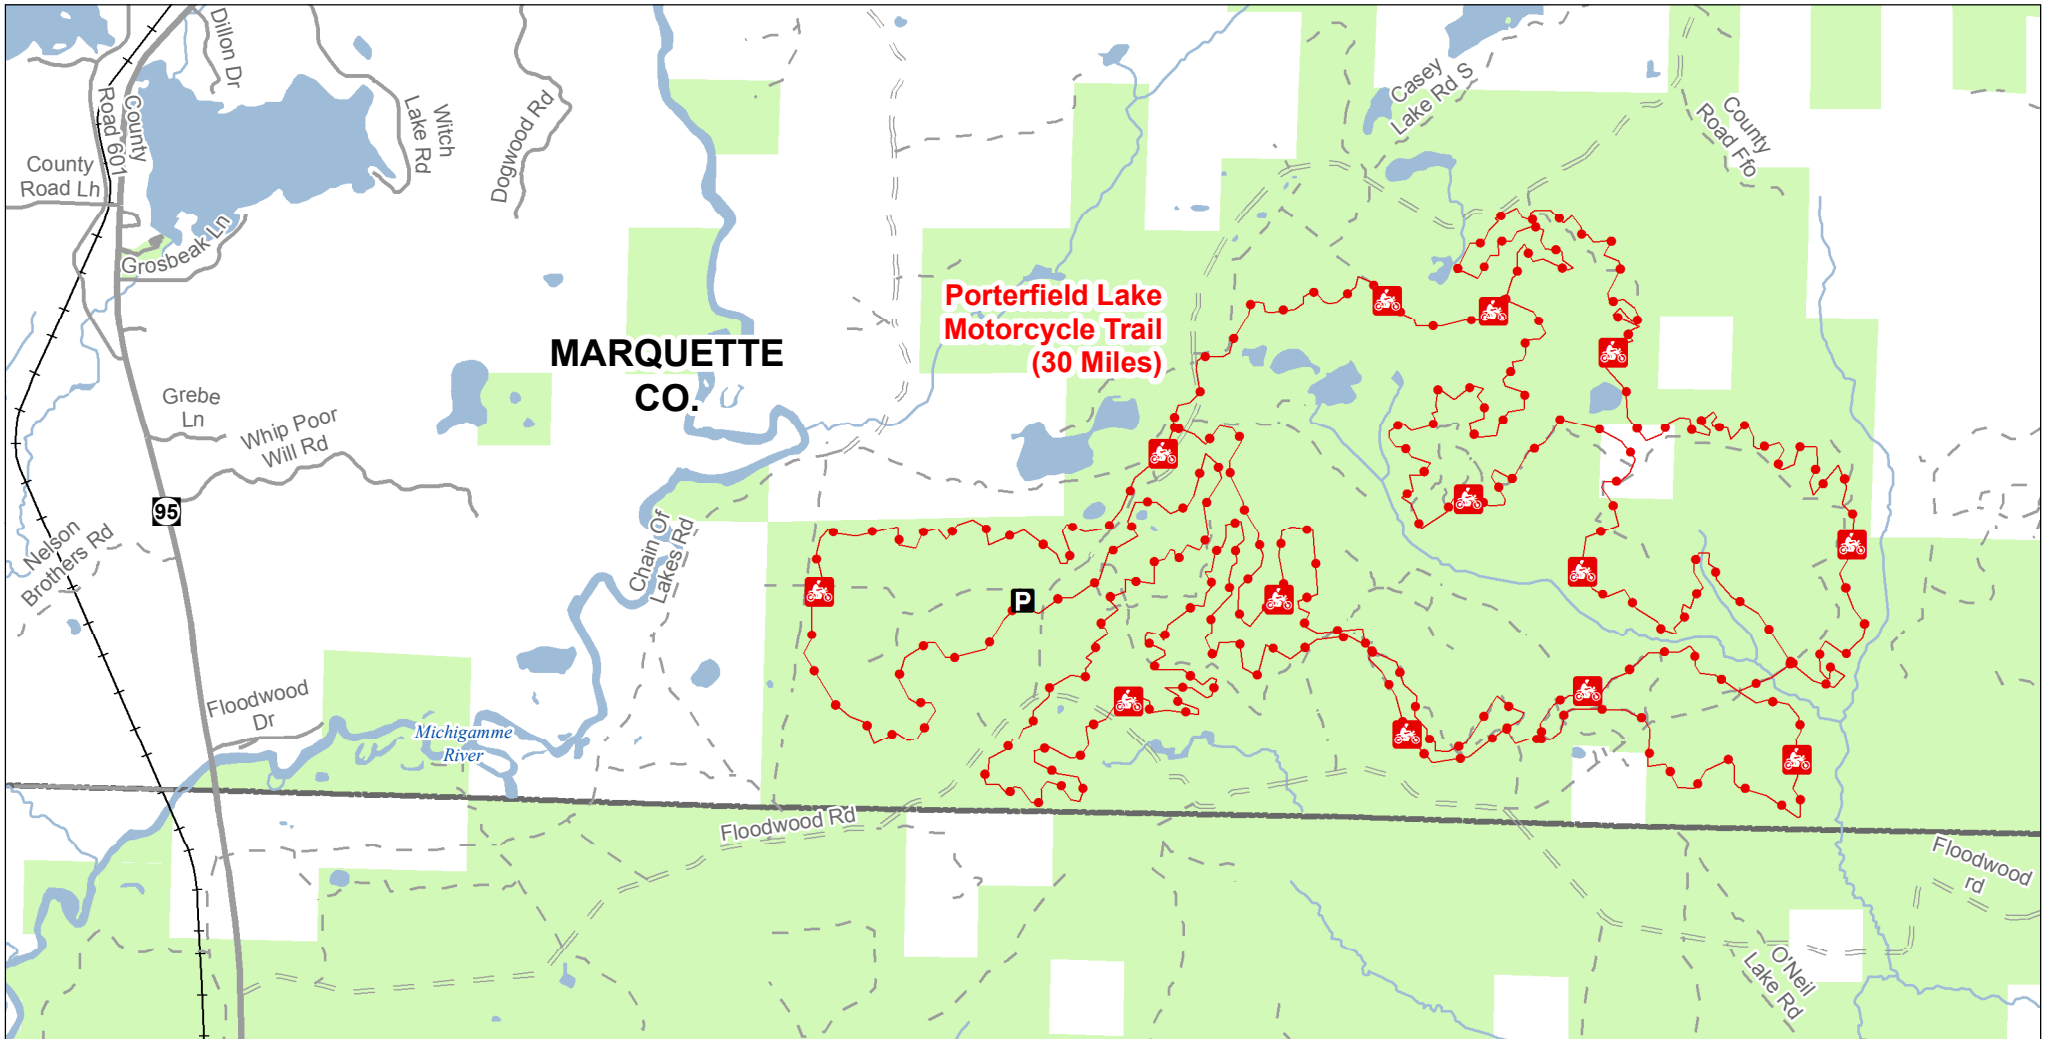 Dillon Dr
County
Road 601
Witch
Lake Rd
Dogwood Rd
County
Road Lh
Grosbeak Ln
Casey
Lake Rd S
County
Road Ffo
Porterfield Lake
Motorcycle Trail
(30 Miles)
MARQUETTE
CO.
Grebe
Ln
Whip Poor
Will Rd
95
Nelson
Brothers Rd
Chain Of
Lakes Rd
P
Floodwood
Dr
Michigamme
River
Floodwood Rd
Floodwood
rd
O'Neil
Lake Rd